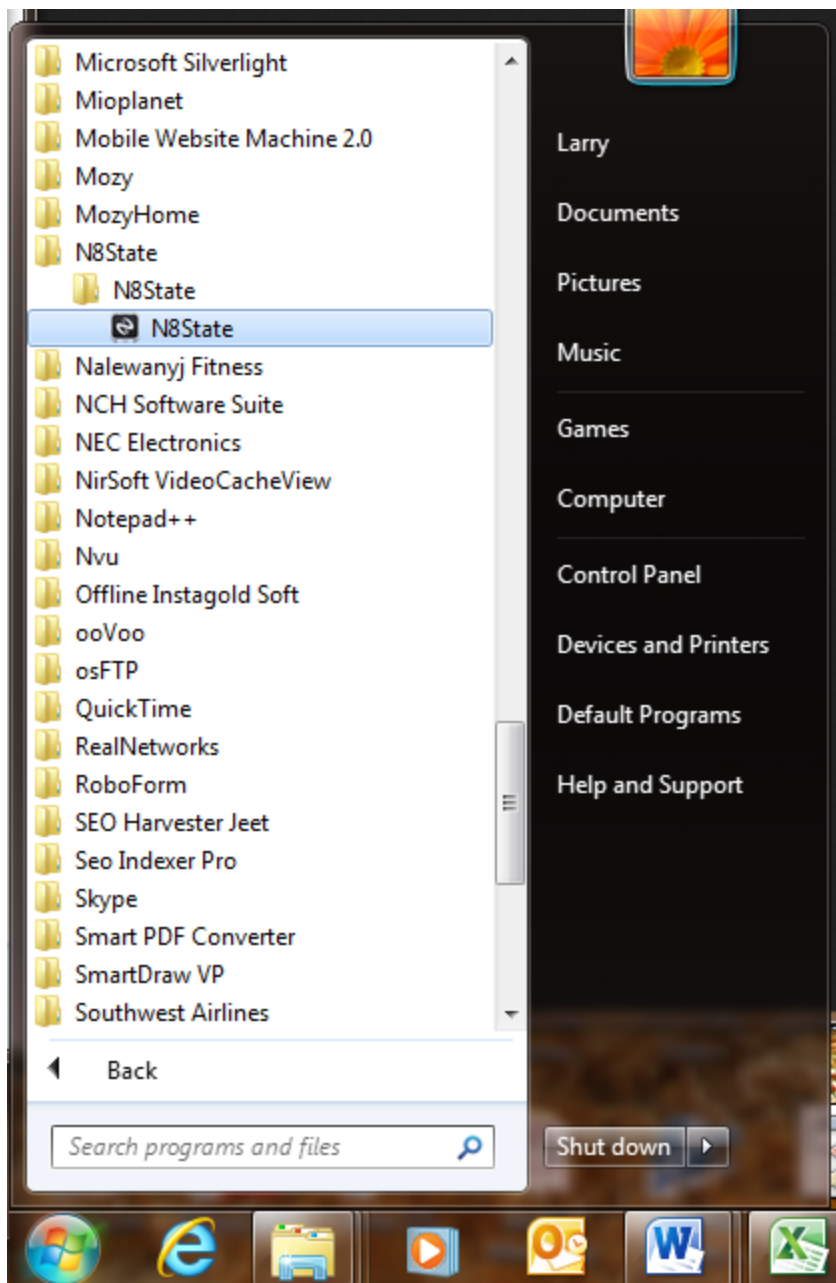 Microsoft Silverlight
Mioplanet
Mobile Website Machine 2.0
Mozy
MozyHome
N8State
N8State
N8State
Nalewanyj Fitness
NCH Software Suite
NEC Electronics
NirSoft VideoCacheView
Notepad++
Nvu
Offline Instagold Soft
ooVoo
osFTP
QuickTime
RealNetworks
RoboForm
SEO Harvester Jeet
Seo Indexer Pro
Skype
Smart PDF Converter
SmartDraw VP
Southwest Airlines
Back
Search programs and files
Larry
Documents
Pictures
Music
Games
Computer
Control Panel
Devices and Printers
Default Programs
Help and Support
Shut down